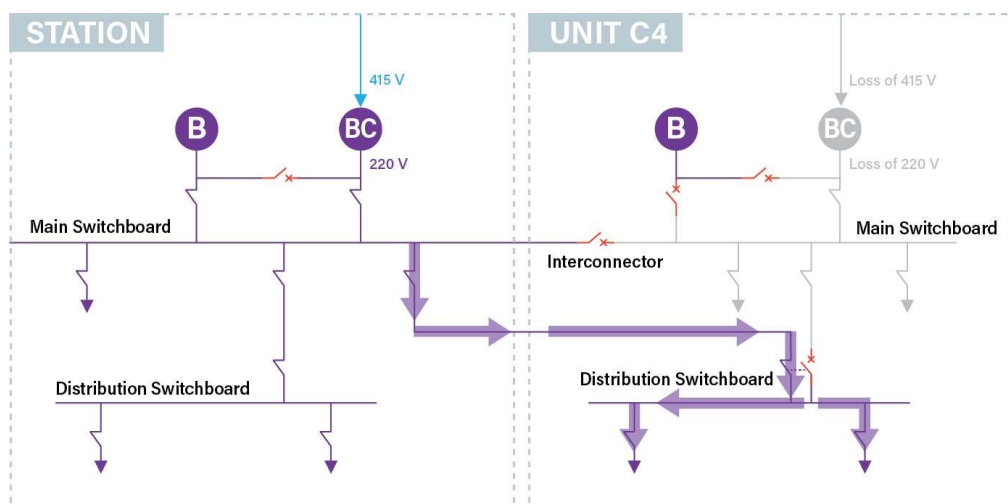 STATION
UNIT C4
415 V
Loss of 415 V
B
BC
B
BC
220 V
Loss of 220 V
Main Switchboard
Main Switchboard
Interconnector
Distribution Switchboard
Distribution Switchboard